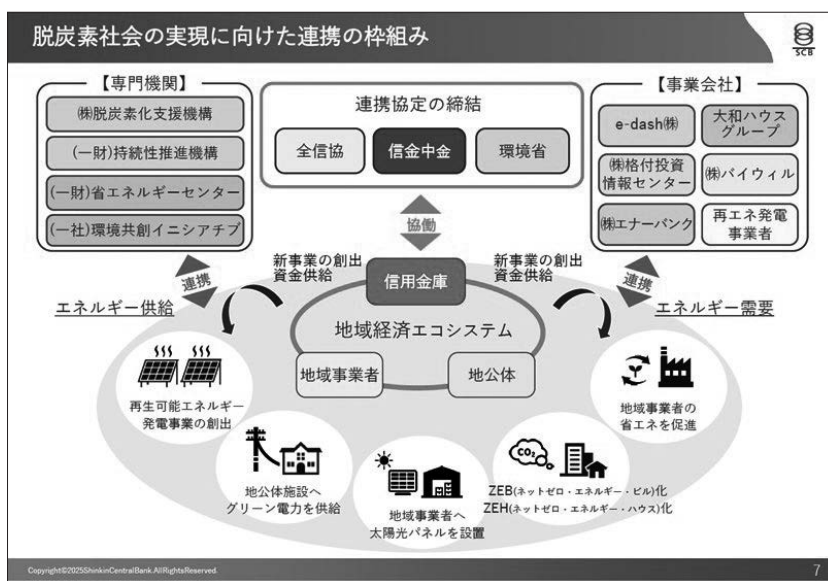 脱炭素社会の実現に向けた連携の枠組み
SCB
【専門機関】
㈱脱炭素化支援機構
(一財)持続性推進機構
(一財)省エネルギーセンター
(一社)環境共創イニシアチブ
連携協定の締結
全信協
信金中金
環境省
【事業会社】
e-dash㈱
大和ハウス
グループ
㈱格付投資
情報センター
㈱バイウィル
㈱エナーバンク
再エネ発電
事業者
協働
連携
新事業の創出
資金供給
信用金庫
新事業の創出
資金供給
連携
エネルギー供給
エネルギー需要
地域経済エコシステム
地域事業者
地公体
再生可能エネルギー
発電事業の創出
地公体施設へ
グリーン電力を供給
地域事業者へ
太陽光パネルを設置
CO₂
ZEB(ネットゼロ・エネルギー・ビル)化
ZEH(ネットゼロ・エネルギー・ハウス)化
地域事業者の
省エネを促進
Copyright©2025ShinkinCentralBank.AllRightsReserved.
7